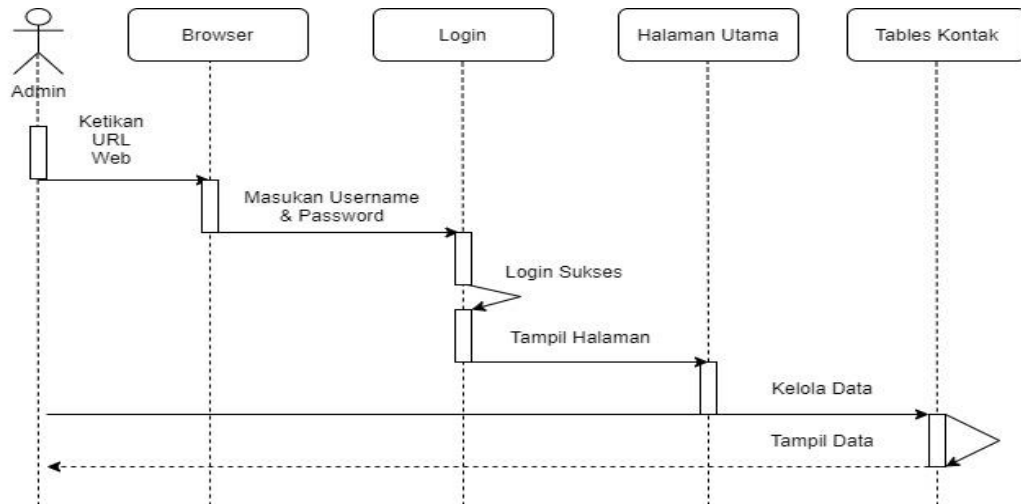 Browser
Login
Halaman Utama
Tables Kontak
Admin
Ketikan
URL
Web
Masukan Username
& Password
Login Sukses
Tampil Halaman
Kelola Data
Tampil Data